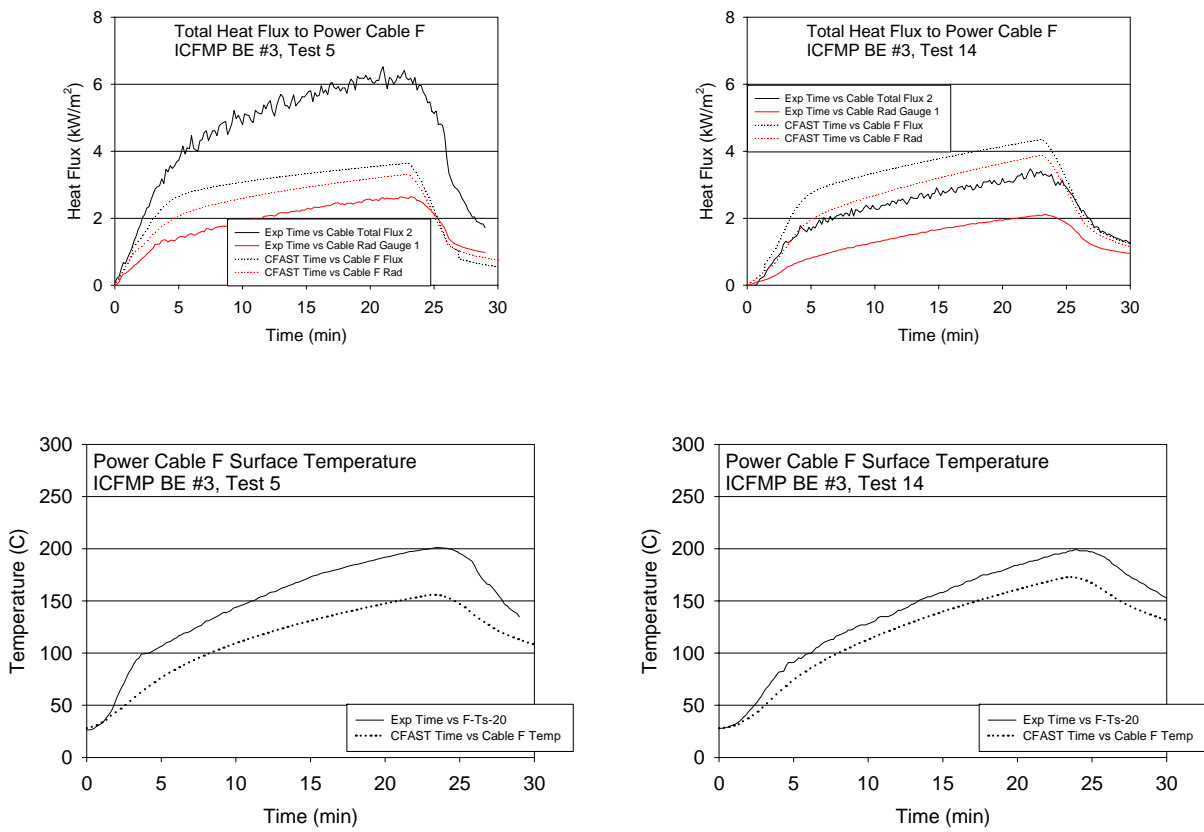 Total Heat Flux to Power Cable F
ICFMP BE #3, Test 5
Heat Flux (kW/m²)
8
6
4
2
0
Exp Time vs Cable Total Flux 2
Exp Time vs Cable Rad Gauge 1
CFAST Time vs Cable F Flux
CFAST Time vs Cable F Rad
0 5 10 15 20 25 30
Time (min)
Total Heat Flux to Power Cable F
ICFMP BE #3, Test 14
Heat Flux (kW/m²)
8
6
4
2
0
Exp Time vs Cable Total Flux 2
Exp Time vs Cable Rad Gauge 1
CFAST Time vs Cable F Flux
CFAST Time vs Cable F Rad
0 5 10 15 20 25 30
Time (min)
Power Cable F Surface Temperature
ICFMP BE #3, Test 5
Temperature (C)
300
250
200
150
100
50
0
Exp Time vs F-Ts-20
CFAST Time vs Cable F Temp
0 5 10 15 20 25 30
Time (min)
Power Cable F Surface Temperature
ICFMP BE #3, Test 14
Temperature (C)
300
250
200
150
100
50
0
Exp Time vs F-Ts-20
CFAST Time vs Cable F Temp
0 5 10 15 20 25 30
Time (min)